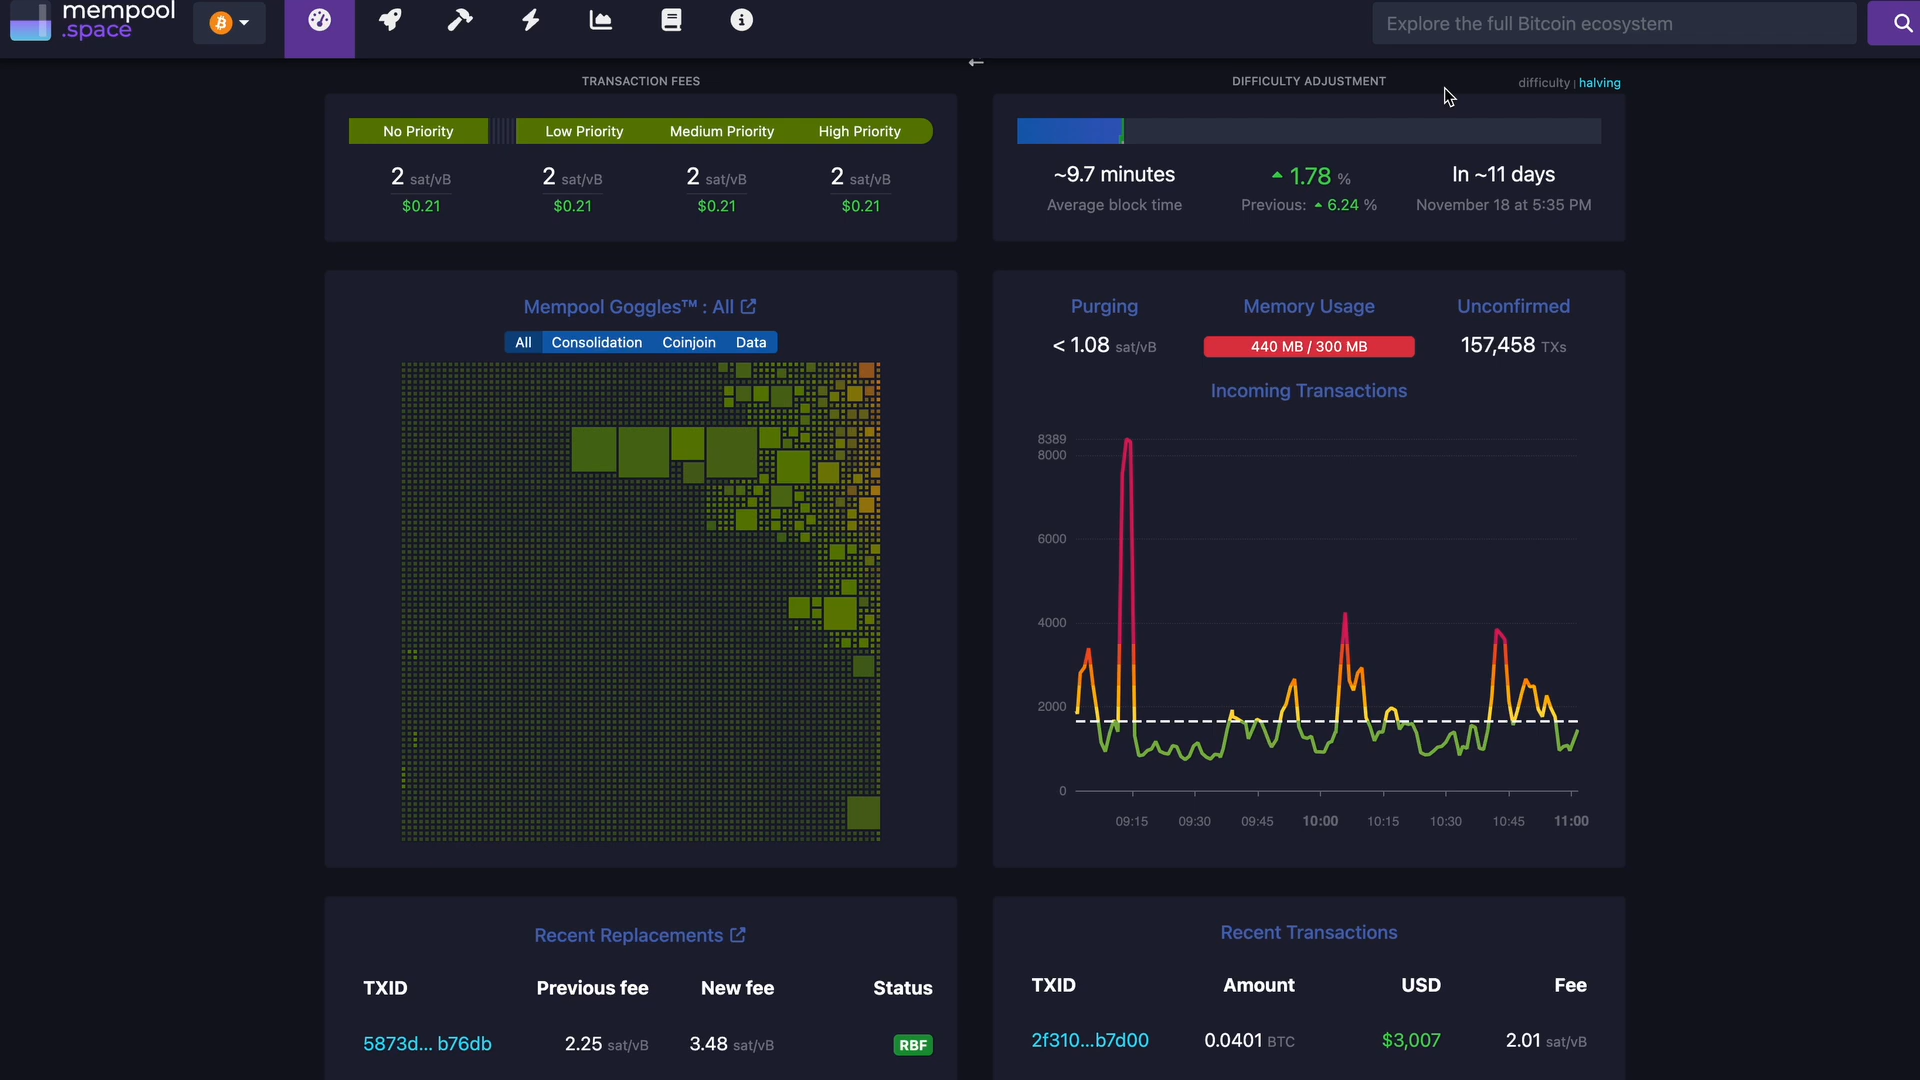 mempool
.space
Explore the full Bitcoin ecosystem
TRANSACTION FEES
No Priority Low Priority Medium Priority High Priority
2 sat/vB 2 sat/vB 2 sat/vB 2 sat/vB
$0.21 $0.21 $0.21 $0.21
DIFFICULTY ADJUSTMENT
difficulty | halving
~9.7 minutes 1.78 % In ~11 days
Average block time Previous: 6.24 % November 18 at 5:35 PM
Mempool Goggles™ : All
All Consolidation Coinjoin Data
Purging Memory Usage Unconfirmed
< 1.08 sat/vB 440 MB / 300 MB 157,458 TXs
Incoming Transactions
8389
8000
6000
4000
2000
0
09:15 09:30 09:45 10:00 10:15 10:30 10:45 11:00
Recent Replacements
TXID Previous fee New fee Status
5873d... b76db 2.25 sat/vB 3.48 sat/vB RBF
Recent Transactions
TXID Amount USD Fee
2f310...b7d00 0.0401 BTC $3,007 2.01 sat/vB